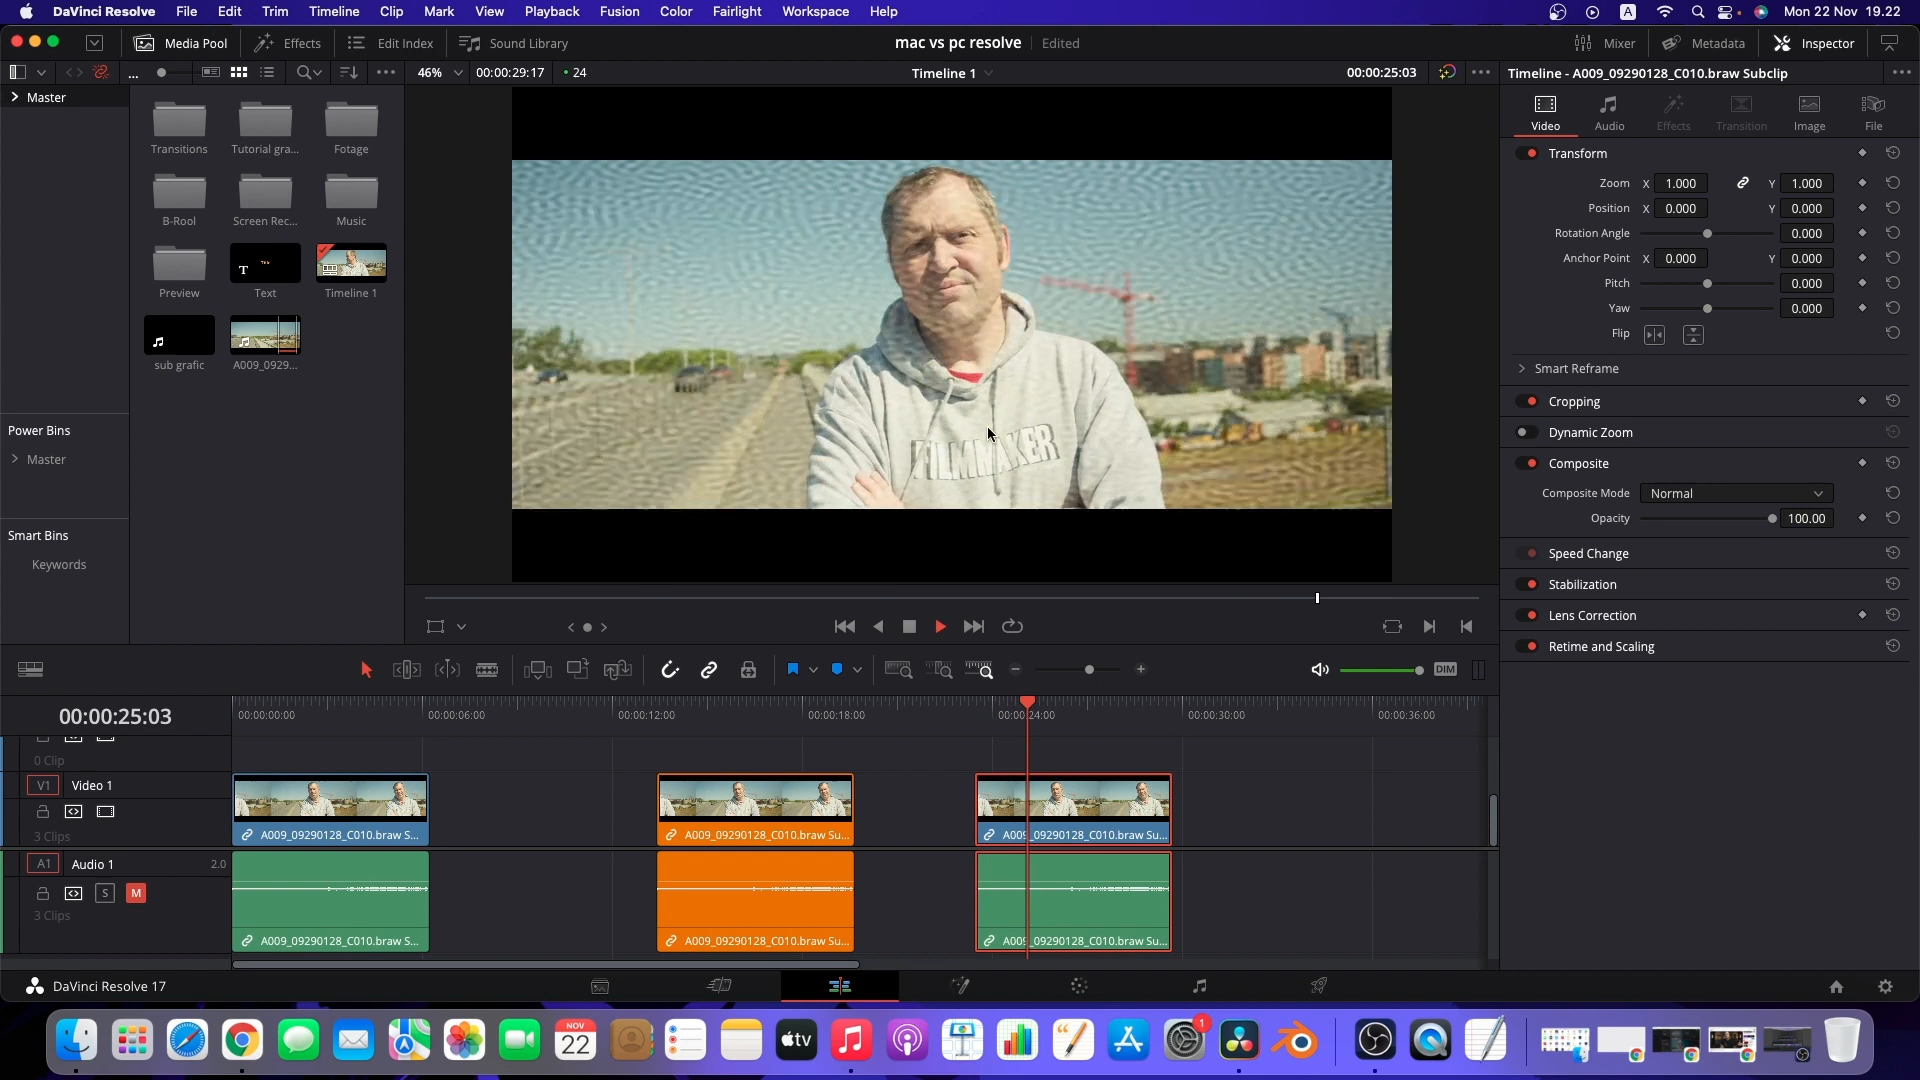 DaVinci Resolve File Edit Trim Timeline Clip Mark View Playback Fusion Color Fairlight Workspace Help A Mon 22 Nov 19.22
Media Pool Effects Edit Index Sound Library mac vs pc resolve Edited Mixer Metadata Inspector
... 46% 00:00:29:17 24 Timeline 1 00:00:25:03 Timeline - A009_09290128_C010.braw Subclip
Master
Transitions Tutorial gra... Fotage
B-Rool Screen Rec... Music
T
Preview Text Timeline 1
sub grafic A009_0929...
Power Bins
Master
Smart Bins
Keywords
FILMMAKER
Video Audio Effects Transition Image File
Transform
Zoom X 1.000 Y 1.000
Position X 0.000 Y 0.000
Rotation Angle 0.000
Anchor Point X 0.000 Y 0.000
Pitch 0.000
Yaw 0.000
Flip
Smart Reframe
Cropping
Dynamic Zoom
Composite
Composite Mode Normal
Opacity 100.00
Speed Change
Stabilization
Lens Correction
Retime and Scaling
DIM
00:00:25:03 00:00:00:00 00:00:06:00 00:00:12:00 00:00:18:00 00:00:24:00 00:00:30:00 00:00:36:00
0 Clip
V1 Video 1
3 Clips
A009_09290128_C010.braw S... A009_09290128_C010.braw Su... A009_09290128_C010.braw Su...
A1 Audio 1 2.0
S M
3 Clips
A009_09290128_C010.braw S... A009_09290128_C010.braw Su... A009_09290128_C010.braw Su...
DaVinci Resolve 17
NOV
22
tv
1